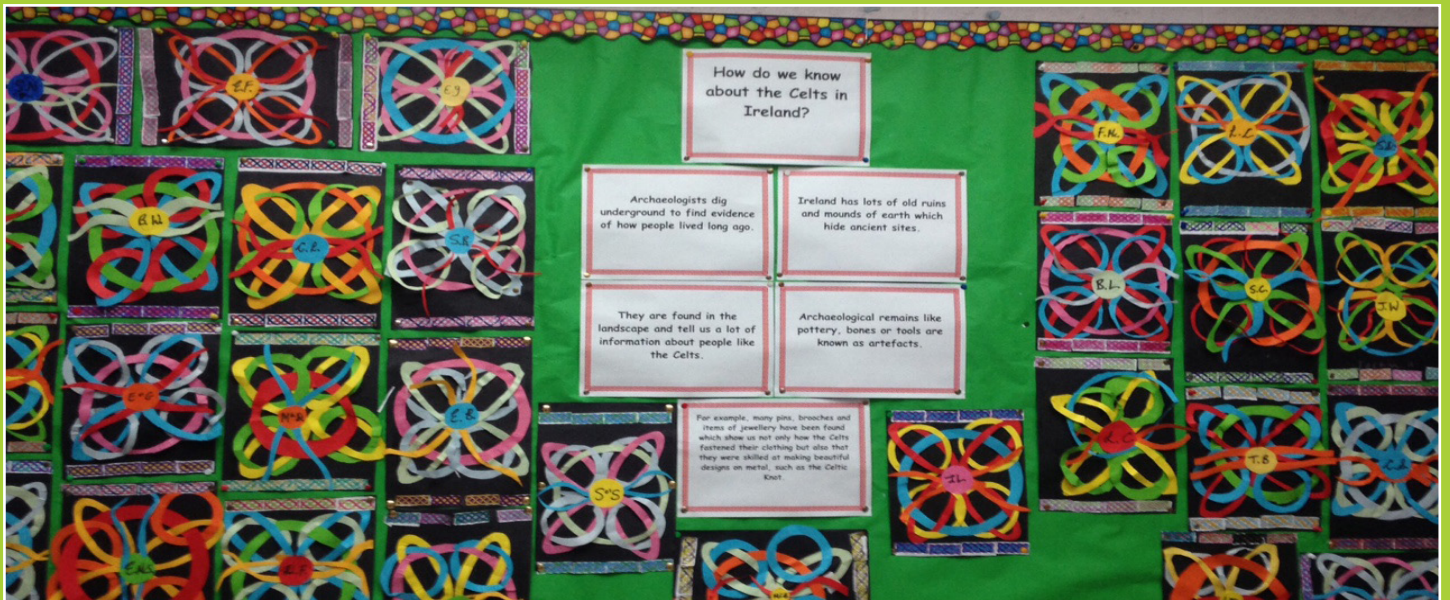 How do we know
about the Celts in
Ireland?
Archaeologists dig
underground to find evidence
of how people lived long ago.
Ireland has lots of old ruins
and mounds of earth which
hide ancient sites.
They are found in the
landscape and tell us a lot of
information about people like
the Celts.
Archaeological remains like
pottery, bones or tools are
known as artefacts.
For example, many pins, brooches and
items of jewellery have been found
which show us not only how the Celts
fastened their clothing but also that
they were skilled at making beautiful
designs on metal, such as the Celtic
Knot.
E.F.
E.g
F.Mc
L.L
B.W
S.B.
B.L.
S.C.
J.W
E.B.
SºS
I.L
L.C
T.B